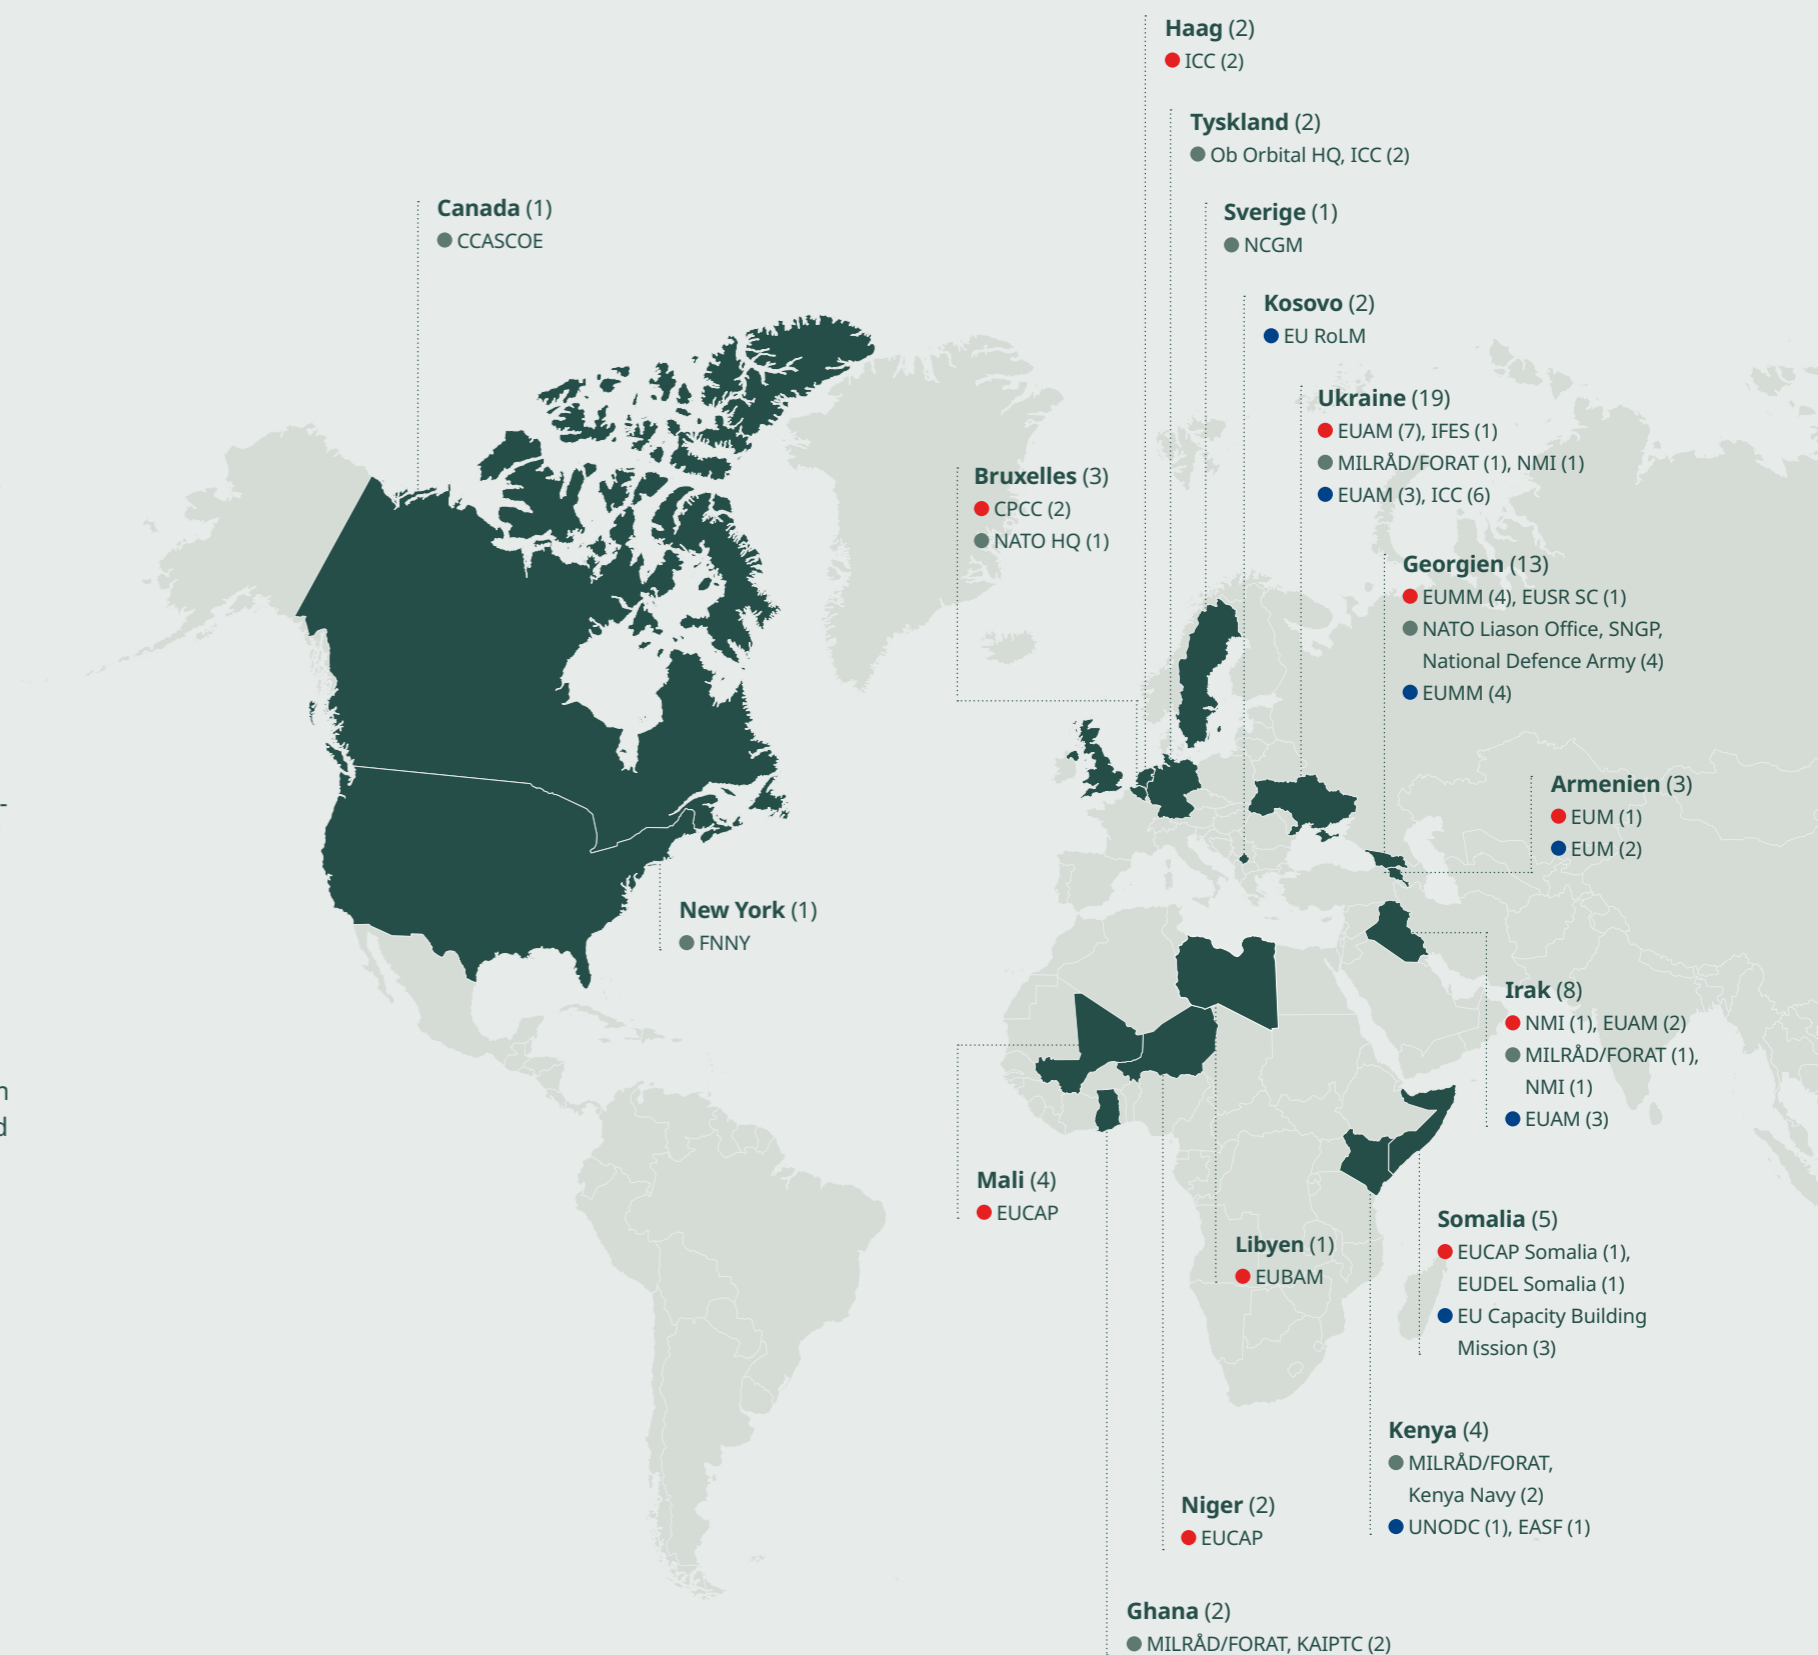 Haag (2)
ICC (2)
Tyskland (2)
Ob Orbital HQ, ICC (2)
Canada (1)
CCASCOE
Sverige (1)
NCGM
Kosovo (2)
EU RoLM
Ukraine (19)
EUAM (7), IFES (1)
MILRÅD/FORAT (1), NMI (1)
EUAM (3), ICC (6)
Bruxelles (3)
CPCC (2)
NATO HQ (1)
Georgien (13)
EUMM (4), EUSR SC (1)
NATO Liason Office, SNGP,
National Defence Army (4)
EUMM (4)
Armenien (3)
EUM (1)
EUM (2)
New York (1)
FNNY
Irak (8)
NMI (1), EUAM (2)
MILRÅD/FORAT (1),
NMI (1)
EUAM (3)
Mali (4)
EUCAP
Libyen (1)
EUBAM
Somalia (5)
EUCAP Somalia (1),
EUDEL Somalia (1)
EU Capacity Building
Mission (3)
Kenya (4)
MILRÅD/FORAT,
Kenya Navy (2)
UNODC (1), EASF (1)
Niger (2)
EUCAP
Ghana (2)
MILRÅD/FORAT, KAIPTC (2)